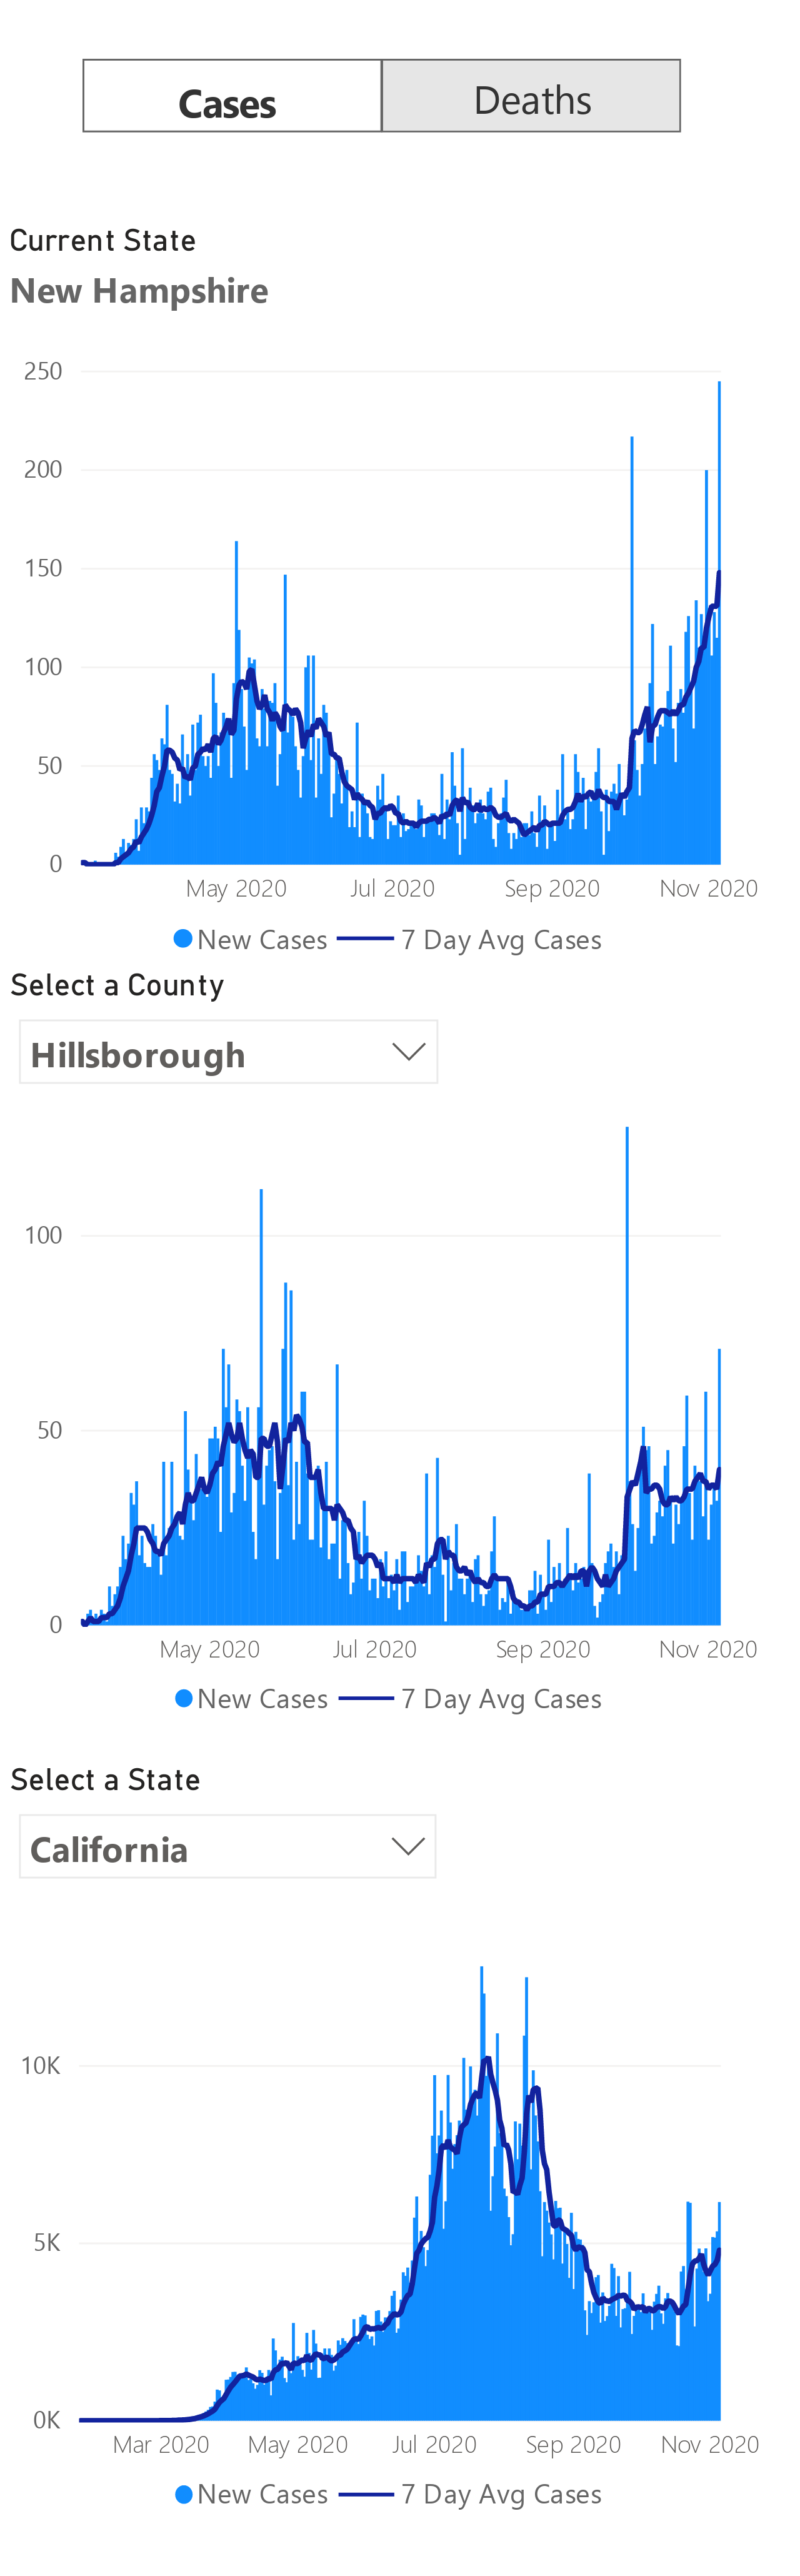 Cases Deaths
Current State
New Hampshire
250
200
150
100
50
0
May 2020 Jul 2020 Sep 2020 Nov 2020
New Cases 7 Day Avg Cases
Select a County
Hillsborough
100
50
0
May 2020 Jul 2020 Sep 2020 Nov 2020
New Cases 7 Day Avg Cases
Select a State
California
10K
5K
0K
Mar 2020 May 2020 Jul 2020 Sep 2020 Nov 2020
New Cases 7 Day Avg Cases